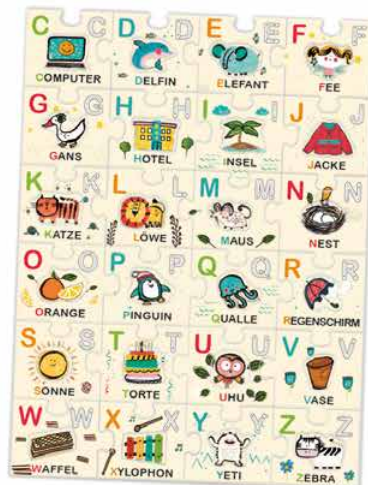 C C D D E E F F
COMPUTER DELFIN ELEFANT FEE
G G H H I I J J
GANS HOTEL INSEL JACKE
K K L L M M N N
KATZE LÖWE MAUS NEST
O O P P Q Q R R
ORANGE PINGUIN QUALLE REGENSCHIRM
S S T T U U V V
SONNE TORTE UHU VASE
W W X X Y Y Z Z
WAFFEL XYLOPHON YETI ZEBRA